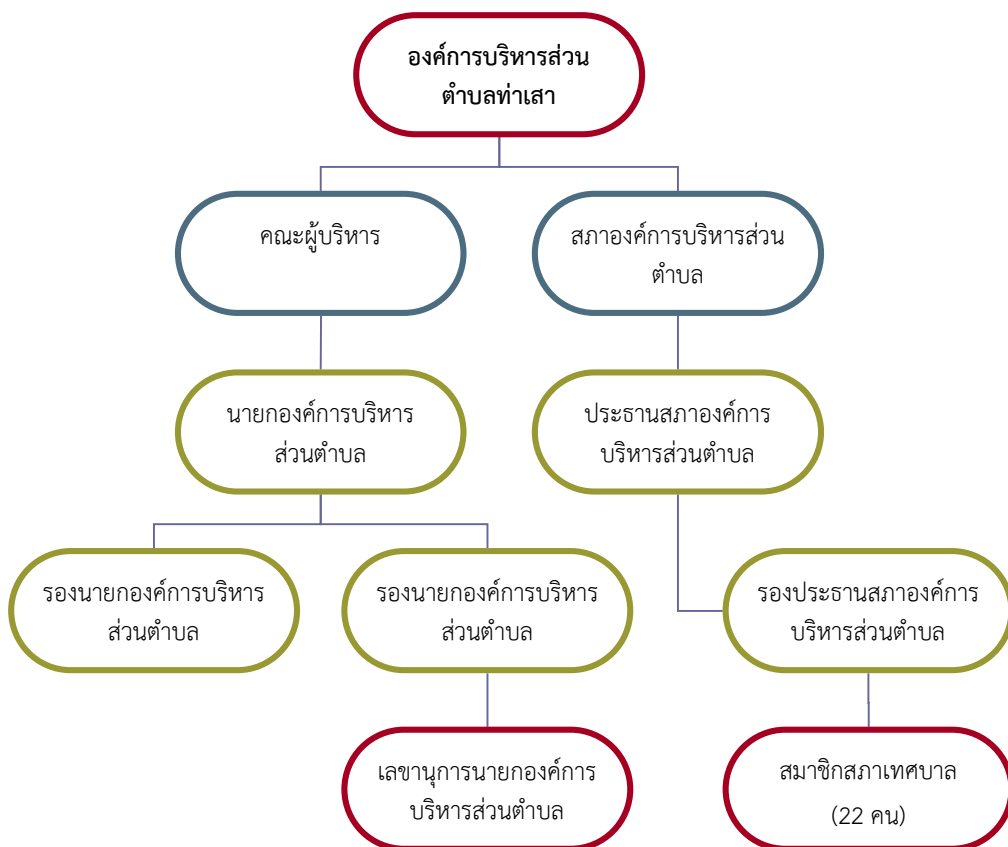 องค์การบริหารส่วน
ตำบลท่าเสา
คณะผู้บริหาร
สภาองค์การบริหารส่วน
ตำบล
นายกองค์การบริหาร
ส่วนตำบล
ประธานสภาองค์การ
บริหารส่วนตำบล
รองนายกองค์การบริหาร
ส่วนตำบล
รองนายกองค์การบริหาร
ส่วนตำบล
รองประธานสภาองค์การ
บริหารส่วนตำบล
เลขานุการนายกองค์การ
บริหารส่วนตำบล
สมาชิกสภาเทศบาล
(22 คน)